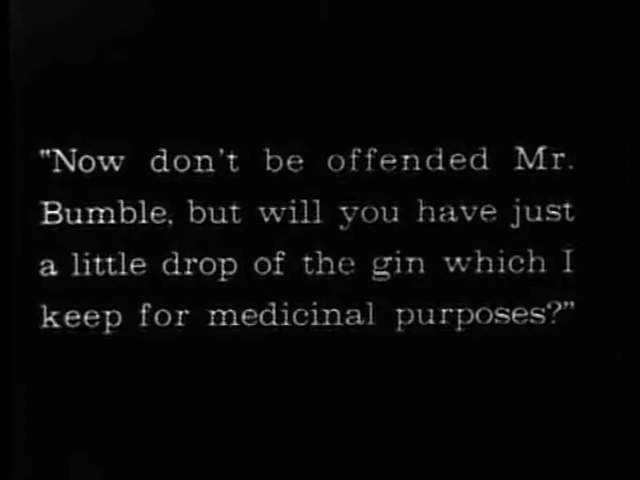 "Now don't be offended Mr.
Bumble, but will you have just
a little drop of the gin which I
keep for medicinal purposes?"